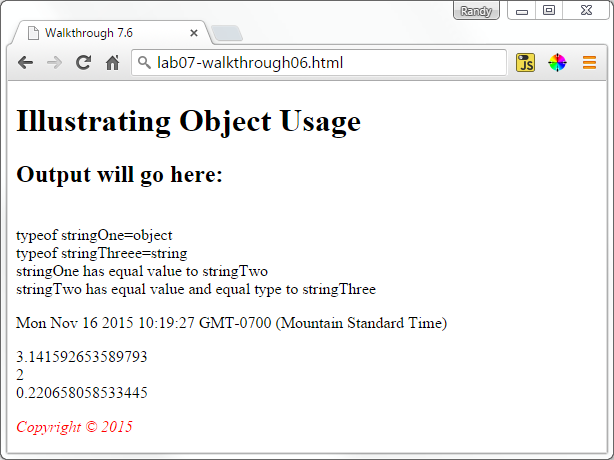 Randy
Walkthrough 7.6
lab07-walkthrough06.html
JS
Illustrating Object Usage
Output will go here:
typeof stringOne=object
typeof stringThreee=string
stringOne has equal value to stringTwo
stringTwo has equal value and equal type to stringThree
Mon Nov 16 2015 10:19:27 GMT-0700 (Mountain Standard Time)
3.141592653589793
2
0.220658058533445
Copyright © 2015